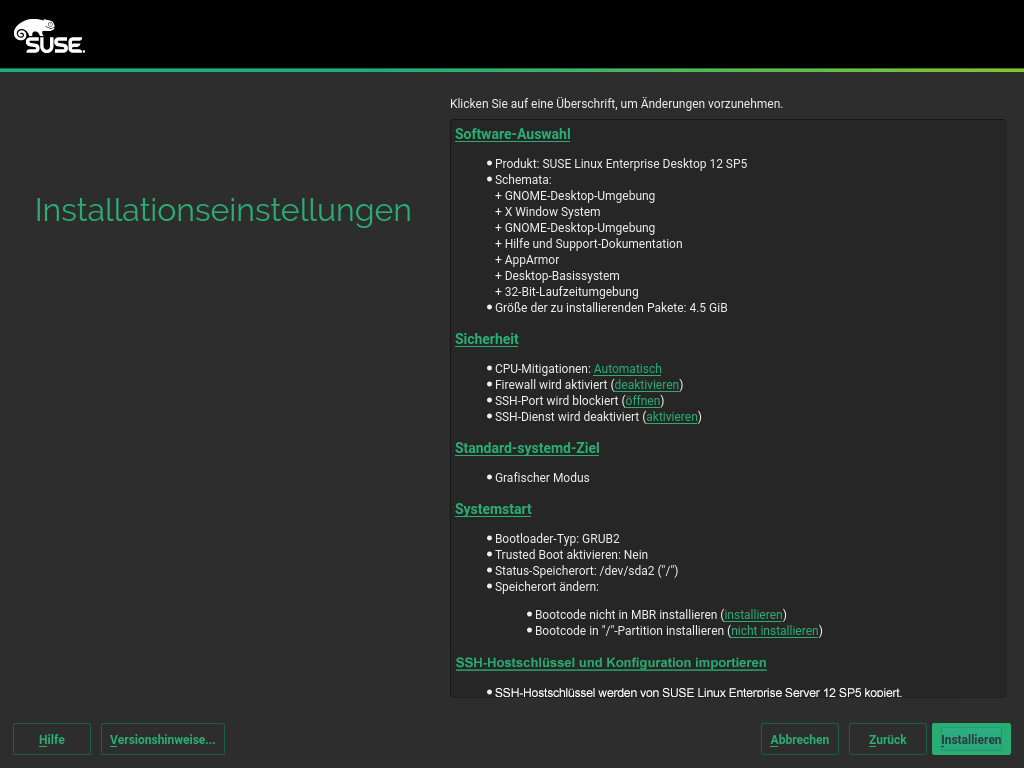 SUSE.
Klicken Sie auf eine Überschrift, um Änderungen vorzunehmen.
Installationseinstellungen
Software-Auswahl
Produkt: SUSE Linux Enterprise Desktop 12 SP5
Schemata:
+ GNOME-Desktop-Umgebung
+ X Window System
+ GNOME-Desktop-Umgebung
+ Hilfe und Support-Dokumentation
+ AppArmor
+ Desktop-Basissystem
+ 32-Bit-Laufzeitumgebung
Größe der zu installierenden Pakete: 4.5 GiB
Sicherheit
CPU-Mitigationen: Automatisch
Firewall wird aktiviert (deaktivieren)
SSH-Port wird blockiert (öffnen)
SSH-Dienst wird deaktiviert (aktivieren)
Standard-systemd-Ziel
Grafischer Modus
Systemstart
Bootloader-Typ: GRUB2
Trusted Boot aktivieren: Nein
Status-Speicherort: /dev/sda2 ("/")
Speicherort ändern:
Bootcode nicht in MBR installieren (installieren)
Bootcode in "/"-Partition installieren (nicht installieren)
SSH-Hostschlüssel und Konfiguration importieren
SSH-Hostschlüssel werden von SUSE Linux Enterprise Server 12 SP5 kopiert.
Hilfe Versionshinweise... Abbrechen Zurück Installieren